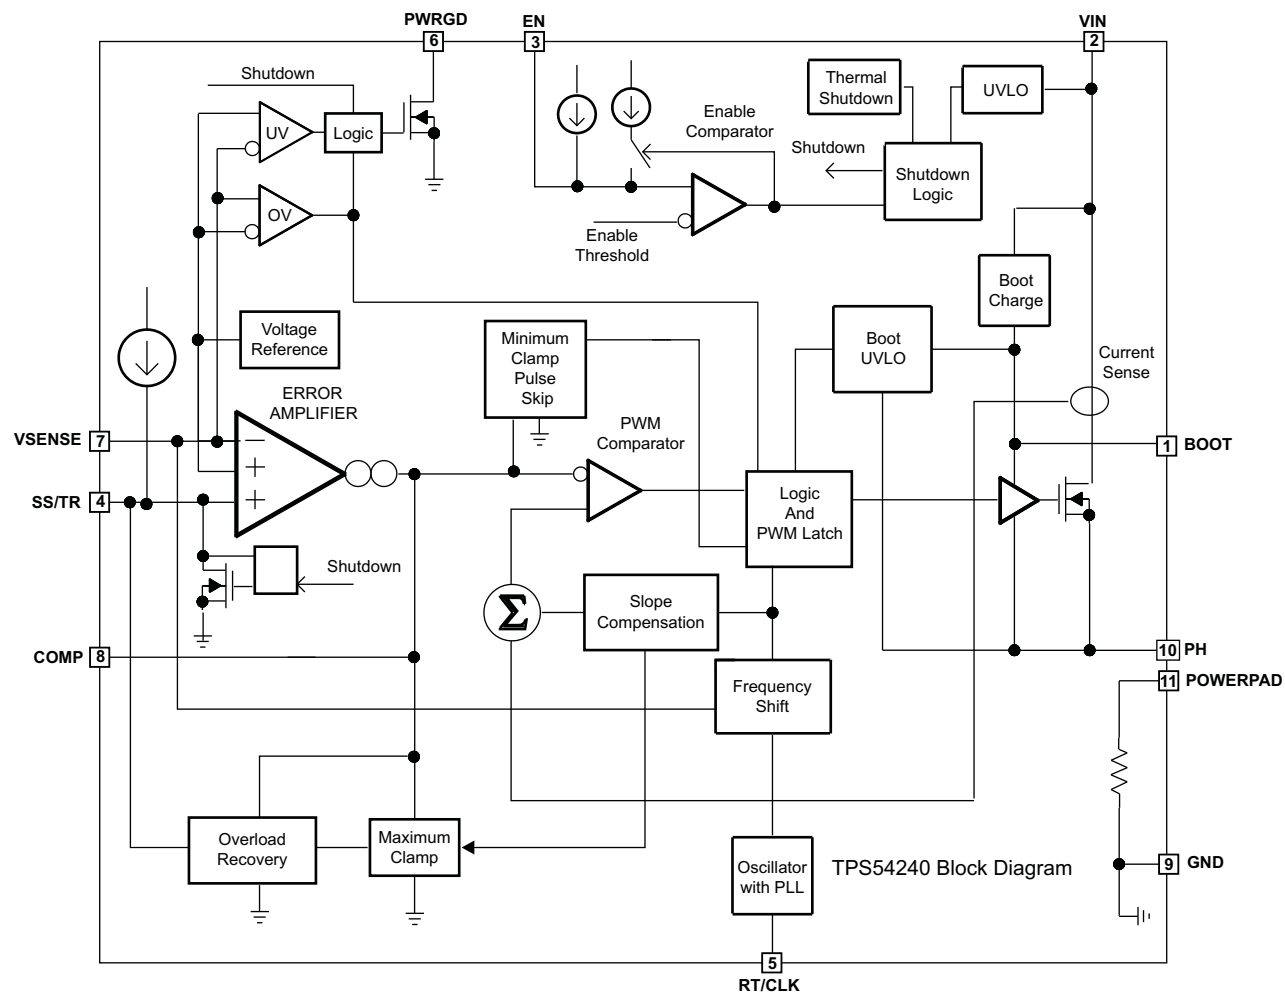 PWRGD
6
EN
3
VIN
2
Shutdown
Thermal
Shutdown
UVLO
UV
Logic
Enable
Comparator
Shutdown
Shutdown
Logic
OV
Enable
Threshold
Boot
Charge
Voltage
Reference
Minimum
Clamp
Pulse
Skip
Boot
UVLO
Current
Sense
ERROR
AMPLIFIER
PWM
Comparator
VSENSE
7
−
+
+
1
BOOT
SS/TR
4
Logic
And
PWM Latch
Shutdown
Σ
Slope
Compensation
COMP
8
10
PH
11
POWERPAD
Frequency
Shift
Overload
Recovery
Maximum
Clamp
Oscillator
with PLL
TPS54240 Block Diagram
9
GND
5
RT/CLK